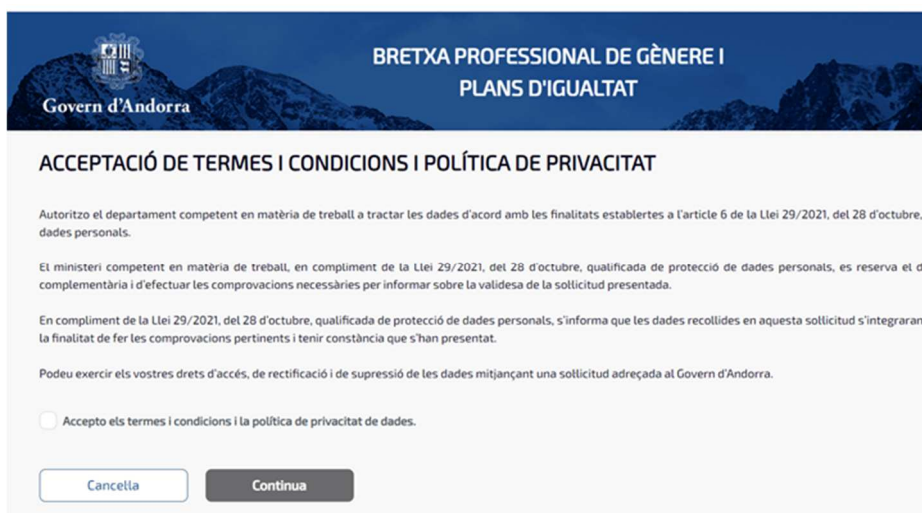 BRETXA PROFESSIONAL DE GÈNERE I
PLANS D'IGUALTAT
Govern d'Andorra
ACCEPTACIÓ DE TERMES I CONDICIONS I POLÍTICA DE PRIVACITAT
Autoritzo el departament competent en matèria de treball a tractar les dades d'acord amb les finalitats establertes a l'article 6 de la Llei 29/2021, del 28 d'octubre,
dades personals.
El ministeri competent en matèria de treball, en compliment de la Llei 29/2021, del 28 d'octubre, qualificada de protecció de dades personals, es reserva el d
complementària i d'efectuar les comprovacions necessàries per informar sobre la validesa de la sol·licitud presentada.
En compliment de la Llei 29/2021, del 28 d'octubre, qualificada de protecció de dades personals, s'informa que les dades recollides en aquesta sol·licitud s'integraran
la finalitat de fer les comprovacions pertinents i tenir constància que s'han presentat.
Podeu exercir els vostres drets d'accés, de rectificació i de supressió de les dades mitjançant una sol·licitud adreçada al Govern d'Andorra.
Accepto els termes i condicions i la política de privacitat de dades.
Cancel·la
Continua